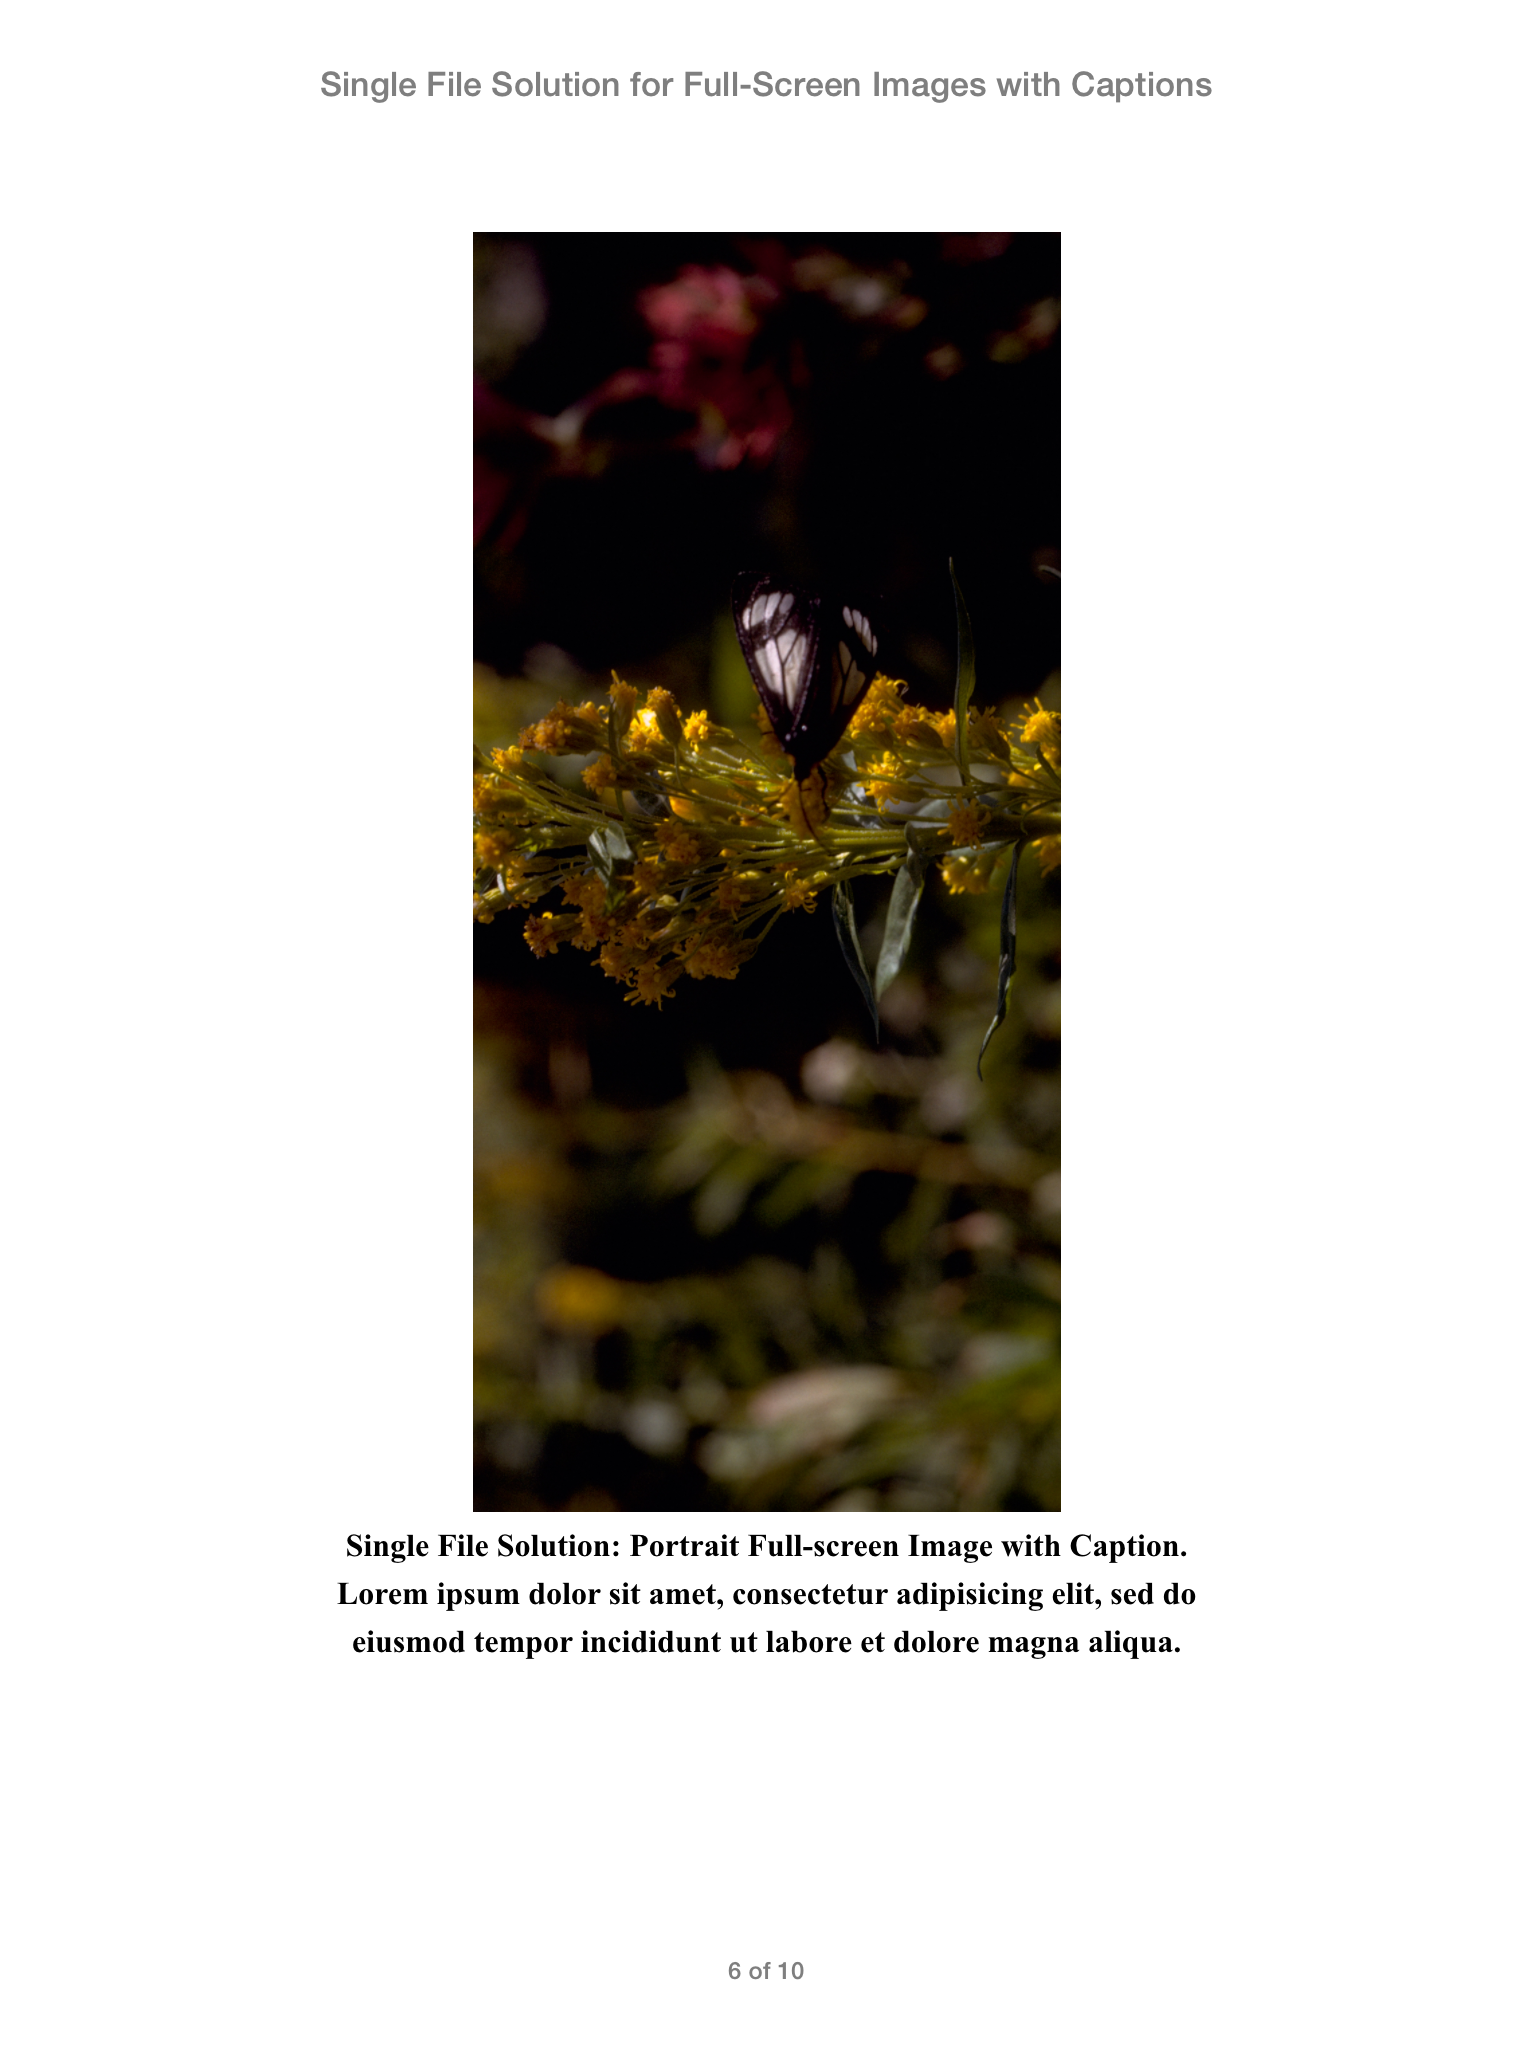 Single File Solution for Full-Screen Images with Captions
Single File Solution: Portrait Full-screen Image with Caption.
Lorem ipsum dolor sit amet, consectetur adipisicing elit, sed do
eiusmod tempor incididunt ut labore et dolore magna aliqua.
6 of 10